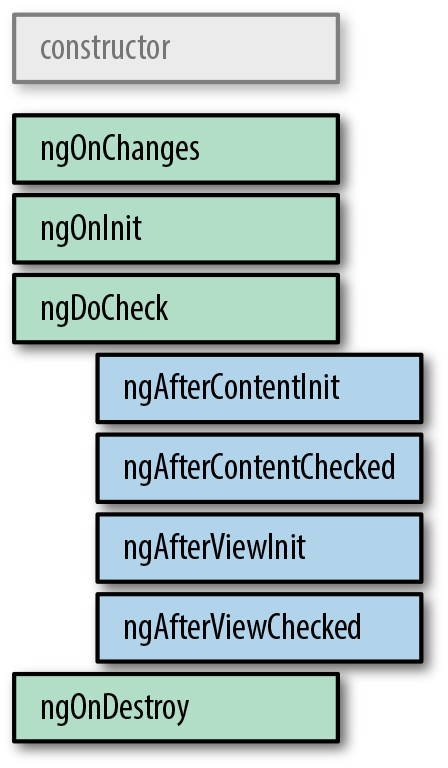 constructor
ngOnChanges
ngOnInit
ngDoCheck
ngAfterContentInit
ngAfterContentChecked
ngAfterViewInit
ngAfterViewChecked
ngOnDestroy